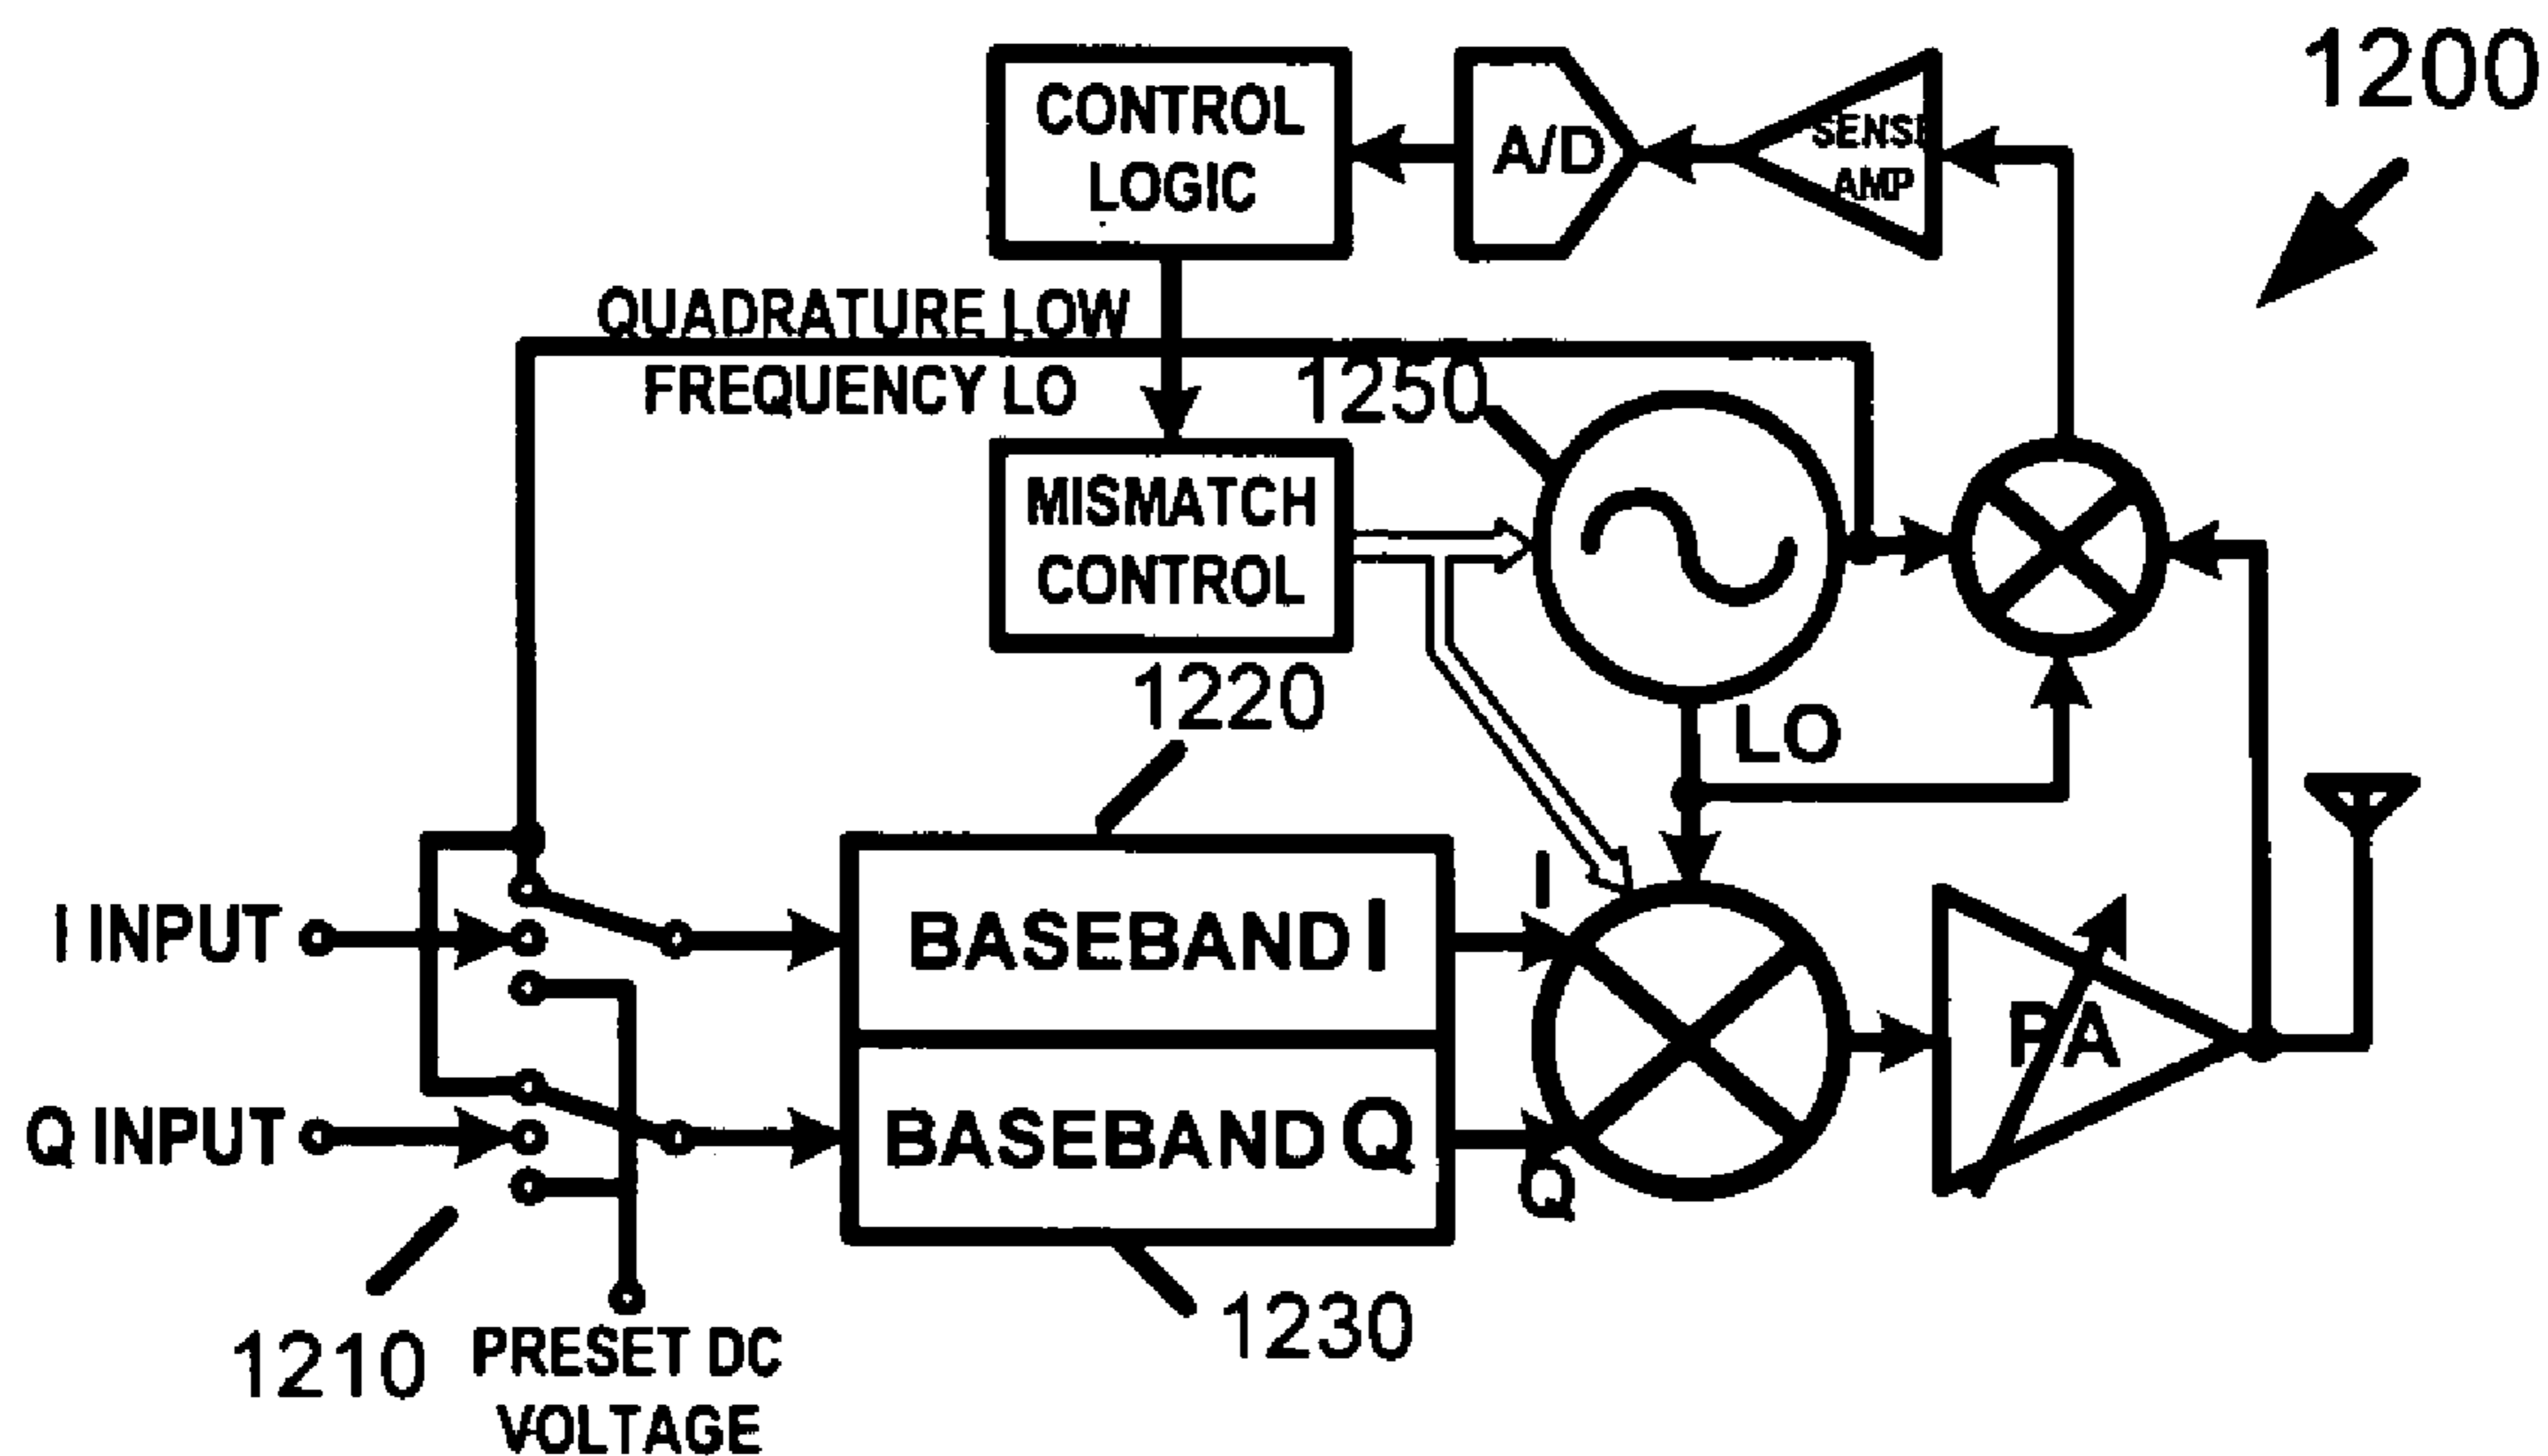 1200
CONTROL
LOGIC
A/D
SENSE
AMP
QUADRATURE LOW
FREQUENCY LO
1250
MISMATCH
CONTROL
1220
LO
I INPUT
BASEBAND I
I
PA
Q INPUT
BASEBAND Q
Q
1210
PRESET DC
VOLTAGE
1230